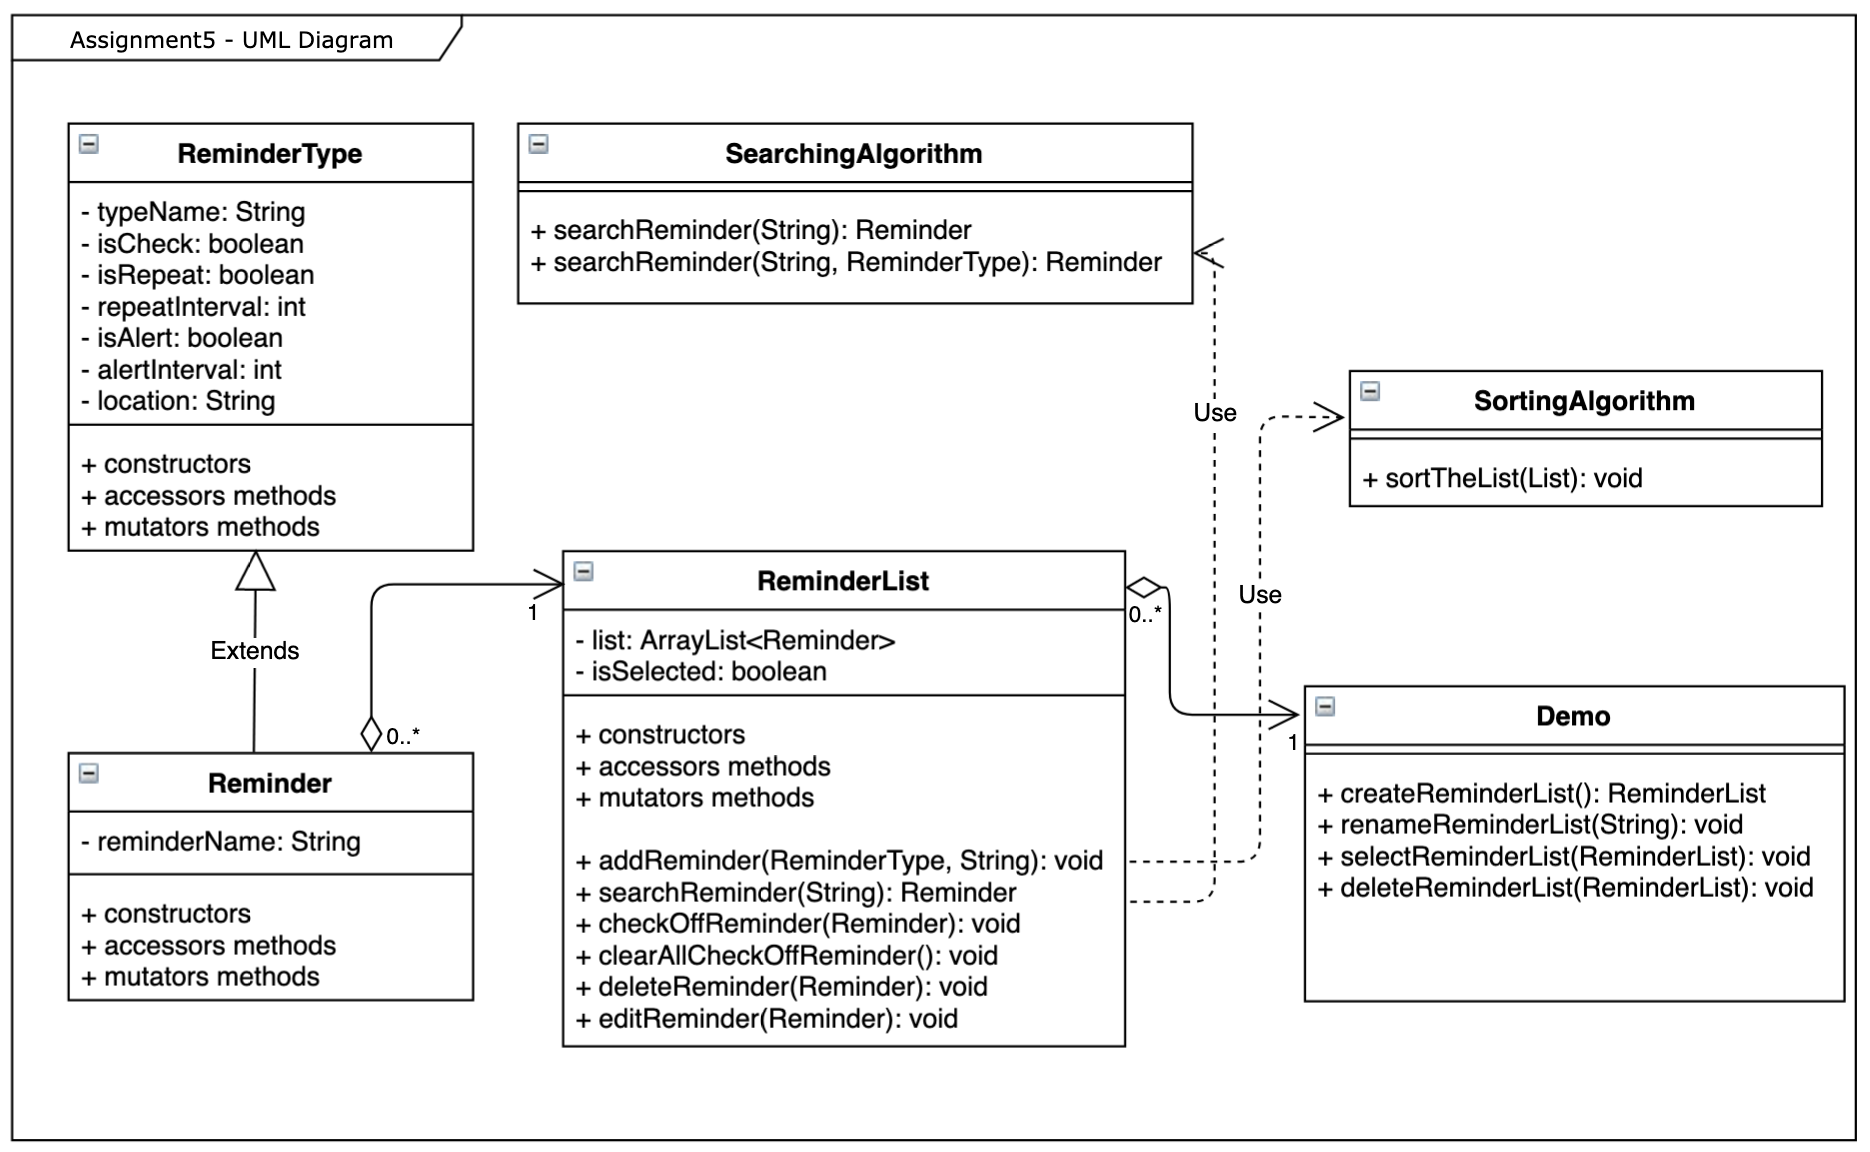 Assignment5 - UML Diagram
ReminderType
- typeName: String
- isCheck: boolean
- isRepeat: boolean
- repeatInterval: int
- isAlert: boolean
- alertInterval: int
- location: String
+ constructors
+ accessors methods
+ mutators methods
SearchingAlgorithm
+ searchReminder(String): Reminder
+ searchReminder(String, ReminderType): Reminder
Use
SortingAlgorithm
+ sortTheList(List): void
Use
Extends
1
ReminderList
- list: ArrayList<Reminder>
- isSelected: boolean
+ constructors
+ accessors methods
+ mutators methods
+ addReminder(ReminderType, String): void
+ searchReminder(String): Reminder
+ checkOffReminder(Reminder): void
+ clearAllCheckOffReminder(): void
+ deleteReminder(Reminder): void
+ editReminder(Reminder): void
0..*
1
0..*
Reminder
- reminderName: String
+ constructors
+ accessors methods
+ mutators methods
Demo
+ createReminderList(): ReminderList
+ renameReminderList(String): void
+ selectReminderList(ReminderList): void
+ deleteReminderList(ReminderList): void